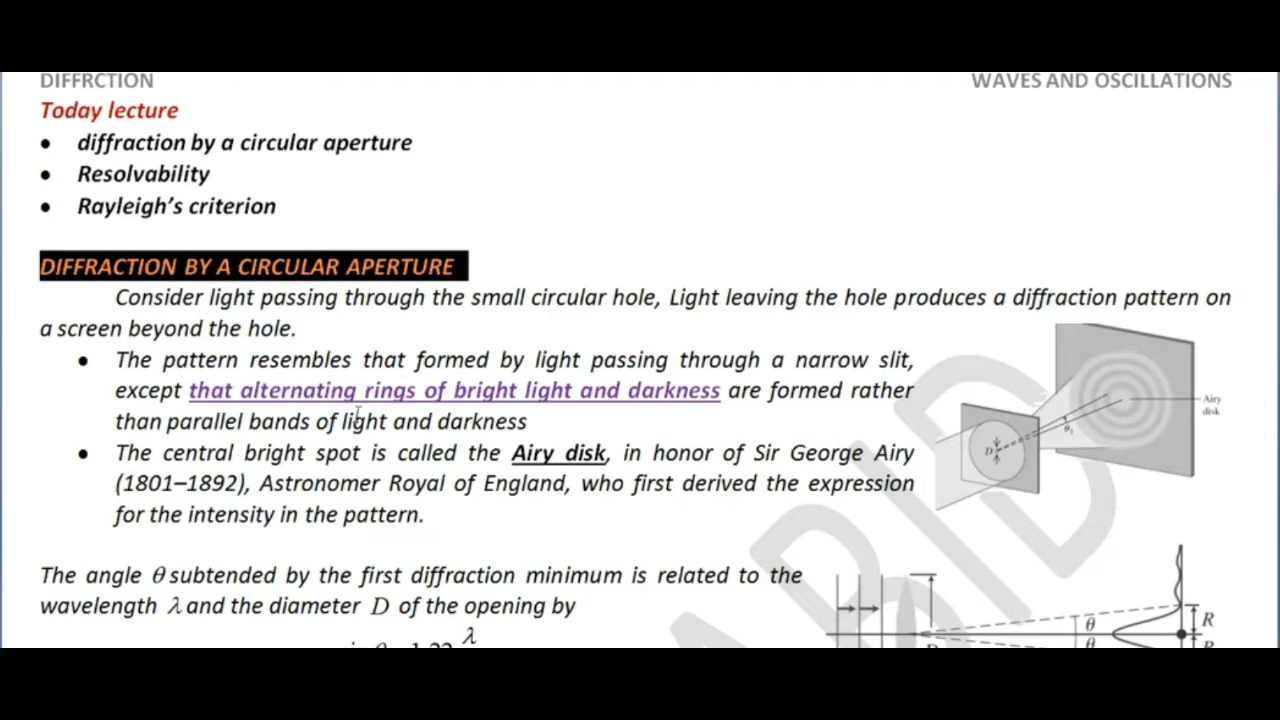 DIFFRCTION WAVES AND OSCILLATIONS
Today lecture
• diffraction by a circular aperture
• Resolvability
• Rayleigh's criterion
DIFFRACTION BY A CIRCULAR APERTURE
Consider light passing through the small circular hole, Light leaving the hole produces a diffraction pattern on
a screen beyond the hole.
• The pattern resembles that formed by light passing through a narrow slit,
except that alternating rings of bright light and darkness are formed rather
than parallel bands of light and darkness
• The central bright spot is called the Airy disk, in honor of Sir George Airy
(1801–1892), Astronomer Royal of England, who first derived the expression
for the intensity in the pattern.
Airy
disk
D
θ₁
The angle θ subtended by the first diffraction minimum is related to the
wavelength λ and the diameter D of the opening by
λ
θ
R
θ